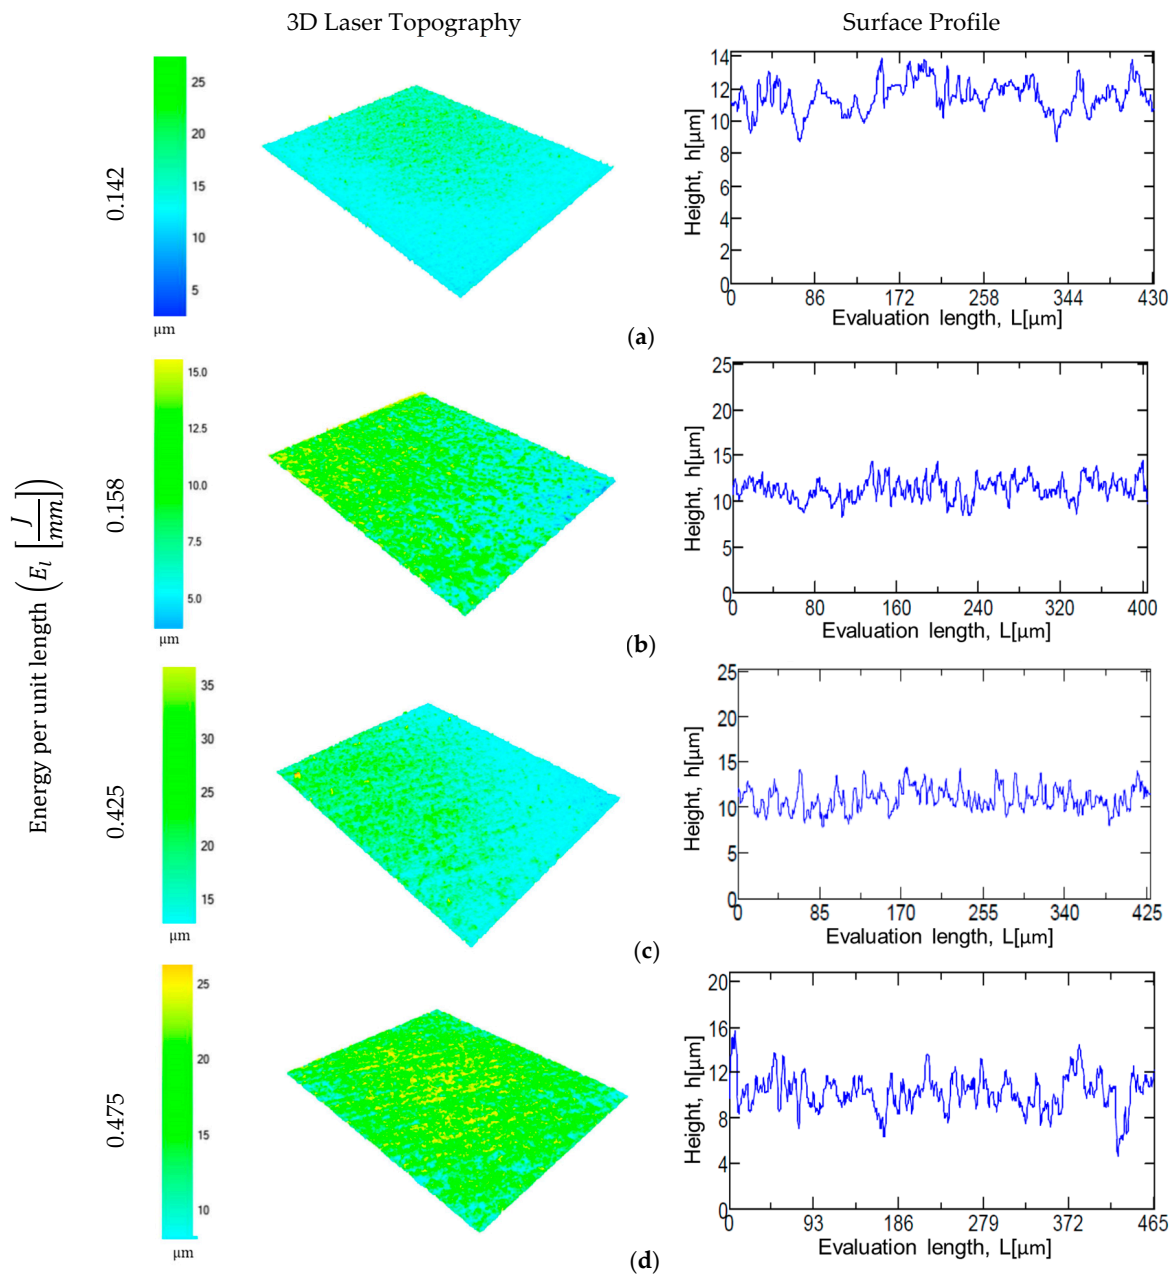 3D Laser Topography
Surface Profile
Energy per unit length (E_l [J/mm])
0.142
25
20
15
10
5
μm
14
12
10
8
6
4
2
0
Height, h[μm]
0 86 172 258 344 430
Evaluation length, L[μm]
(a)
0.158
15.0
12.5
10.0
7.5
5.0
μm
25
20
15
10
5
0
Height, h[μm]
0 80 160 240 320 400
Evaluation length, L[μm]
(b)
0.425
35
30
25
20
15
μm
25
20
15
10
5
0
Height, h[μm]
0 85 170 255 340 425
Evaluation length, L[μm]
(c)
0.475
25
20
15
10
μm
20
16
12
8
4
0
Height, h[μm]
0 93 186 279 372 465
Evaluation length, L[μm]
(d)